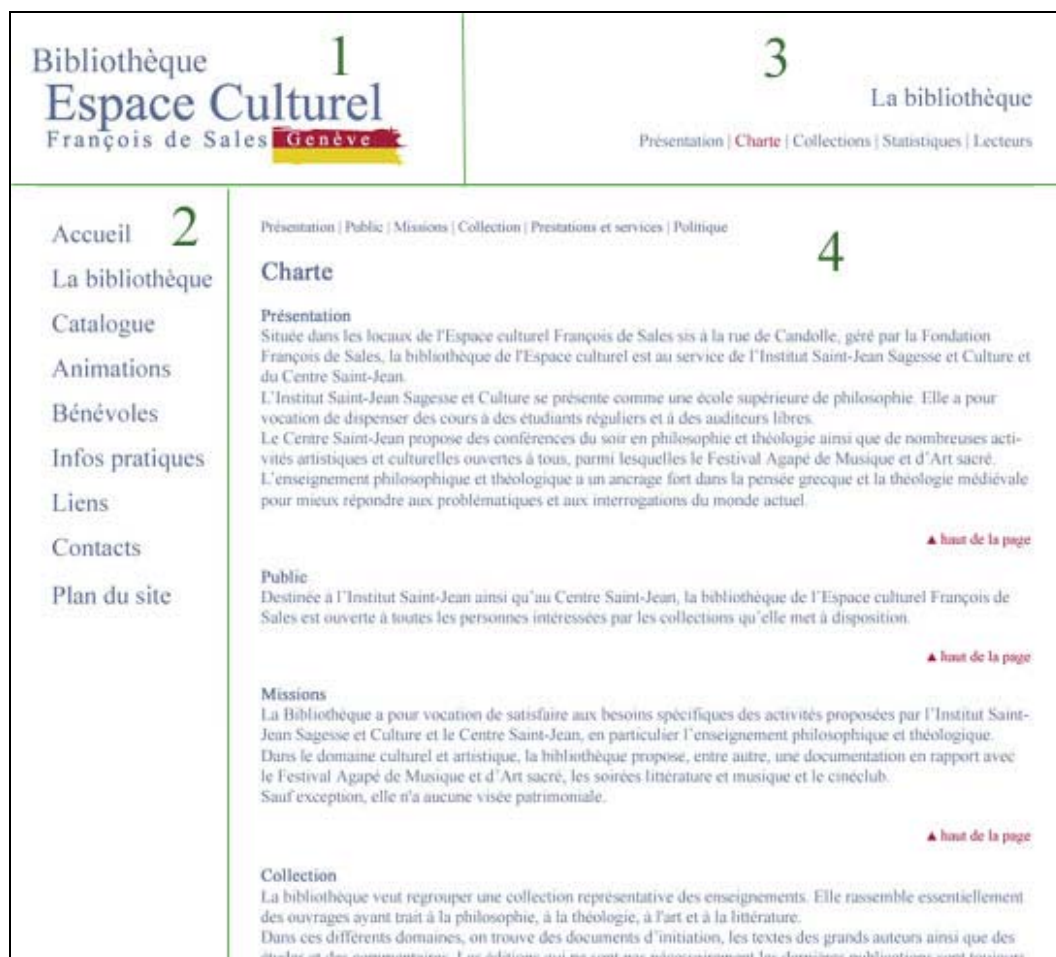 Bibliothèque
Espace Culturel
François de Sales Genève
1
3
La bibliothèque
Présentation | Charte | Collections | Statistiques | Lecteurs
2
Accueil
La bibliothèque
Catalogue
Animations
Bénévoles
Infos pratiques
Liens
Contacts
Plan du site
4
Présentation | Public | Missions | Collection | Prestations et services | Politique
Charte
Présentation
Située dans les locaux de l'Espace culturel François de Sales sis à la rue de Candolle, géré par la Fondation
François de Sales, la bibliothèque de l'Espace culturel est au service de l'Institut Saint-Jean Sagesse et Culture et
du Centre Saint-Jean.
L'Institut Saint-Jean Sagesse et Culture se présente comme une école supérieure de philosophie. Elle a pour
vocation de dispenser des cours à des étudiants réguliers et à des auditeurs libres.
Le Centre Saint-Jean propose des conférences du soir en philosophie et théologie ainsi que de nombreuses acti-
vités artistiques et culturelles ouvertes à tous, parmi lesquelles le Festival Agapé de Musique et d'Art sacré.
L'enseignement philosophique et théologique a un ancrage fort dans la pensée grecque et la théologie médiévale
pour mieux répondre aux problématiques et aux interrogations du monde actuel.
▲ haut de la page
Public
Destinée à l'Institut Saint-Jean ainsi qu'au Centre Saint-Jean, la bibliothèque de l'Espace culturel François de
Sales est ouverte à toutes les personnes intéressées par les collections qu'elle met à disposition.
▲ haut de la page
Missions
La Bibliothèque a pour vocation de satisfaire aux besoins spécifiques des activités proposées par l'Institut Saint-
Jean Sagesse et Culture et le Centre Saint-Jean, en particulier l'enseignement philosophique et théologique.
Dans le domaine culturel et artistique, la bibliothèque propose, entre autre, une documentation en rapport avec
le Festival Agapé de Musique et d'Art sacré, les soirées littérature et musique et le cinéclub.
Sauf exception, elle n'a aucune visée patrimoniale.
▲ haut de la page
Collection
La bibliothèque veut regrouper une collection représentative des enseignements. Elle rassemble essentiellement
des ouvrages ayant trait à la philosophie, à la théologie, à l'art et à la littérature.
Dans ces différents domaines, on trouve des documents d'initiation, les textes des grands auteurs ainsi que des